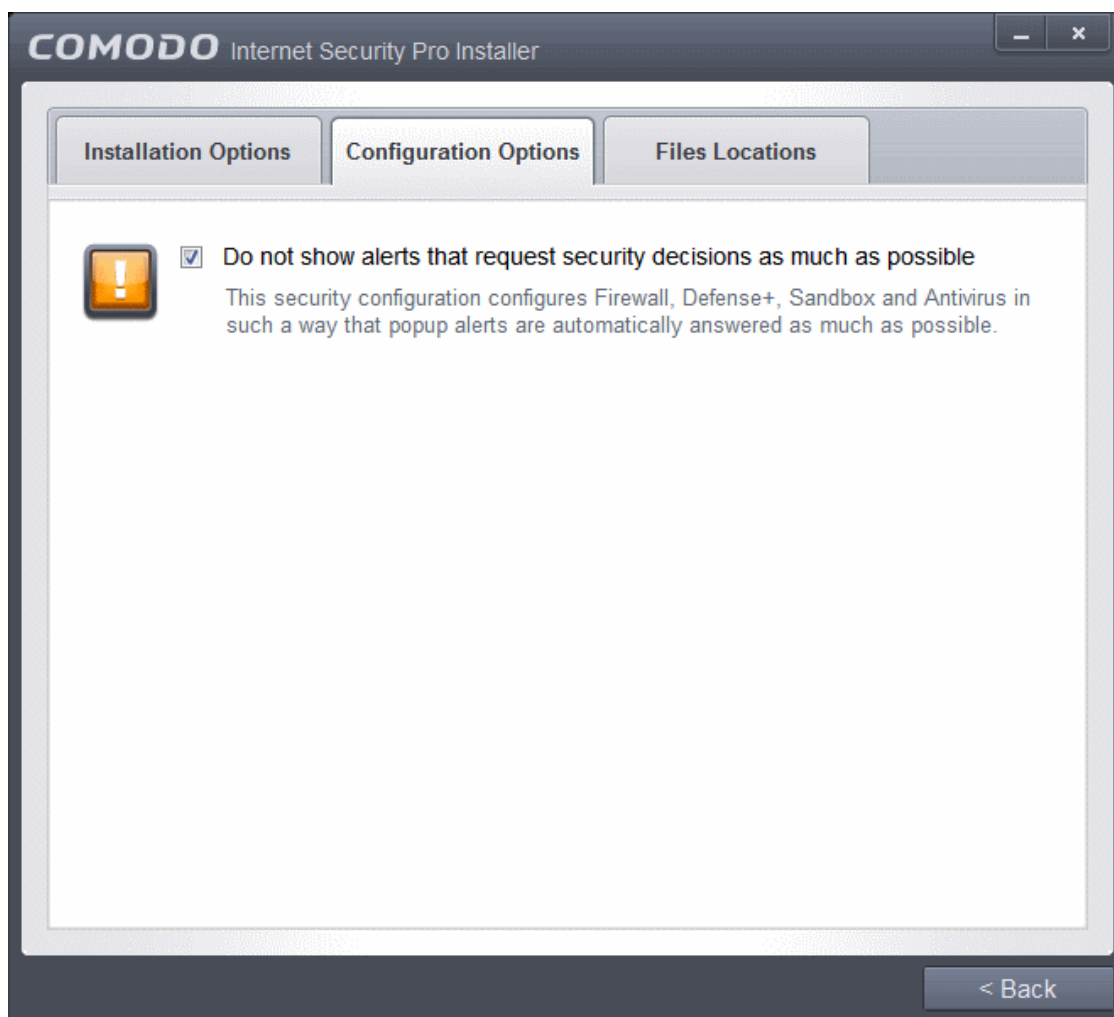 COMODO Internet Security Pro Installer
Installation Options
Configuration Options
Files Locations
Do not show alerts that request security decisions as much as possible
This security configuration configures Firewall, Defense+, Sandbox and Antivirus in
such a way that popup alerts are automatically answered as much as possible.
< Back